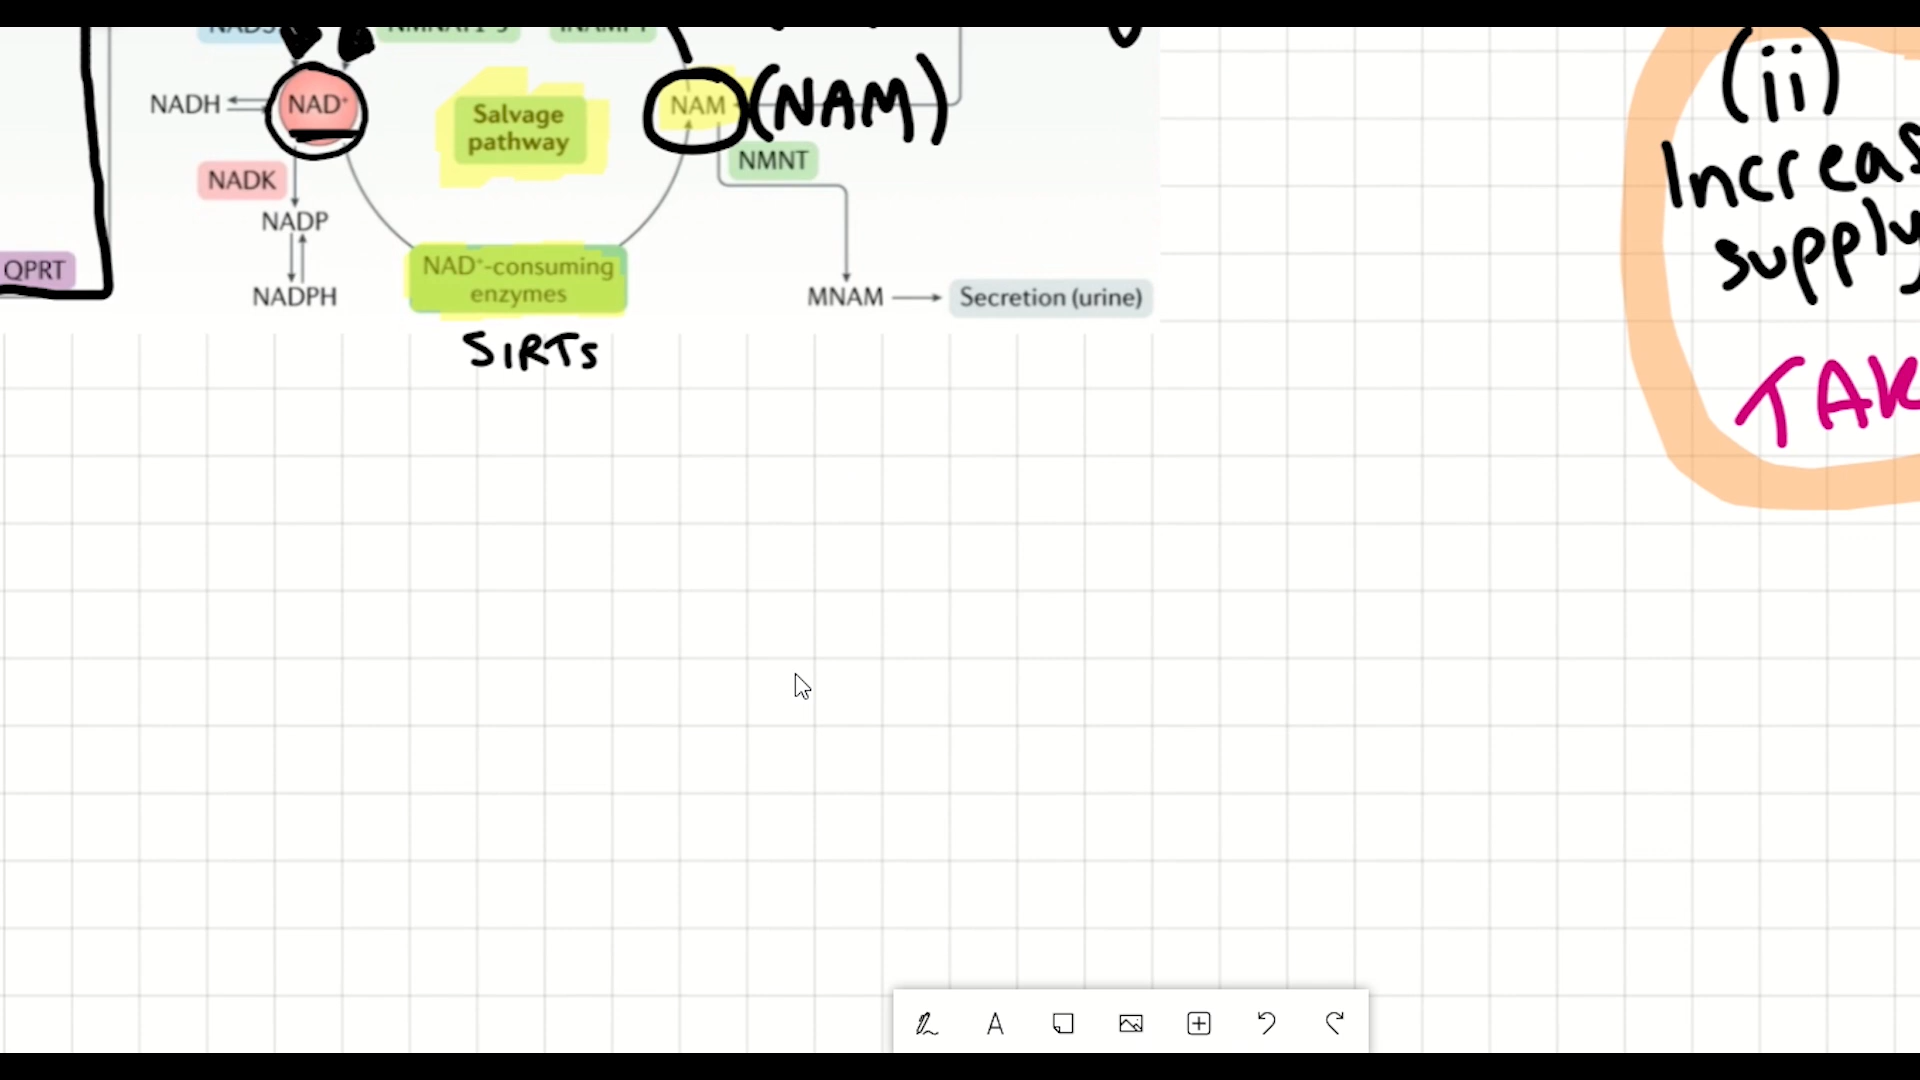 NADH
NAD⁺
Salvage
pathway
NAM
(NAM)
NMNT
NADK
NADP
NADPH
QPRT
NAD⁺-consuming
enzymes
MNAM
Secretion (urine)
SIRTs
(ii)
Increas
supply
TAK